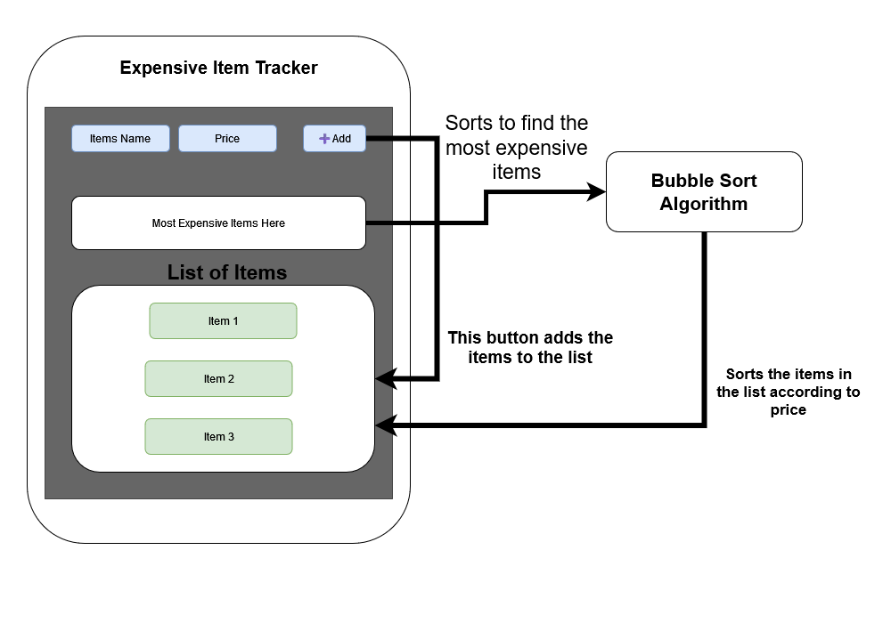 Expensive Item Tracker
Items Name
Price
Add
Sorts to find the
most expensive
items
Bubble Sort
Algorithm
Most Expensive Items Here
List of Items
Item 1
This button adds the
items to the list
Item 2
Sorts the items in
the list according to
price
Item 3